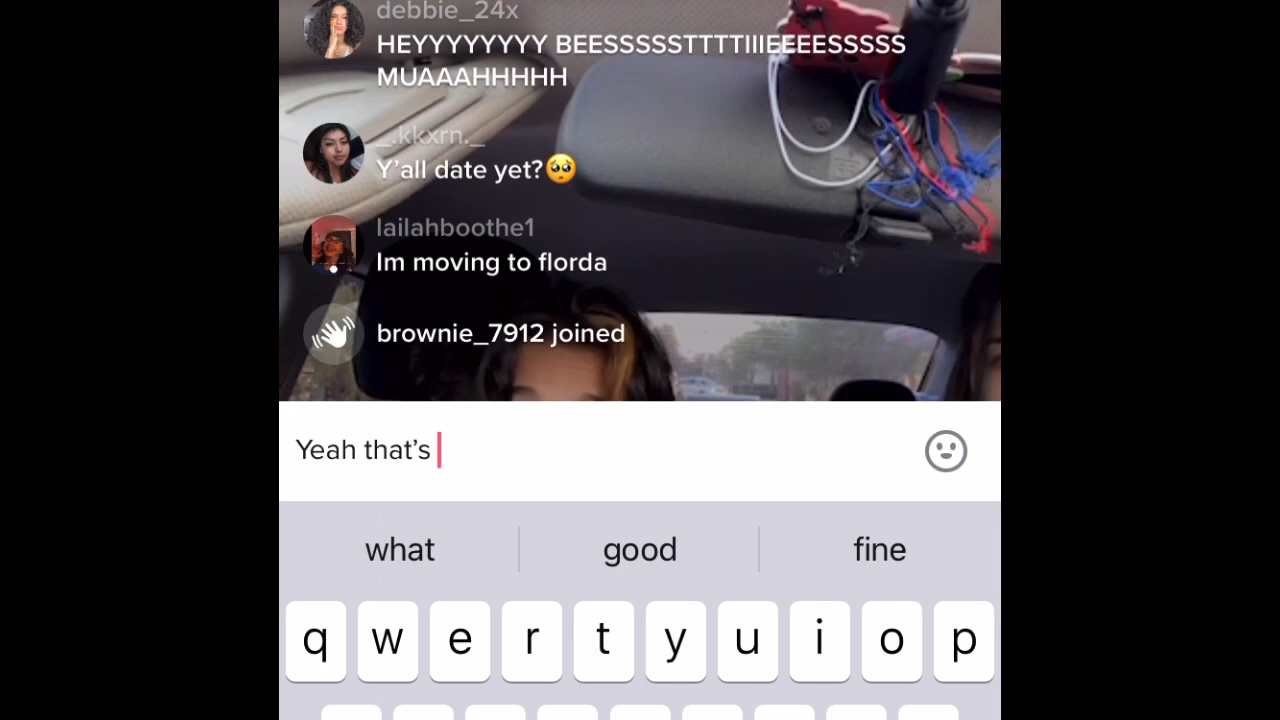 debbie_24x
HEYYYYYYYY BEESSSSSTTTTIIIEEEESSSSS
MUAAAHHHHH
_.kkxrn._
Y’all date yet?🥺
lailahboothe1
Im moving to florda
brownie_7912 joined
Yeah that’s
what good fine
q w e r t y u i o p